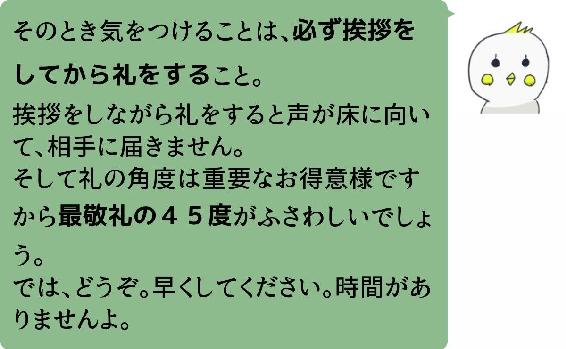 そのとき気をつけることは、必ず挨拶を
してから礼をすること。
挨拶をしながら礼をすると声が床に向い
て、相手に届きません。
そして礼の角度は重要なお得意様です
から最敬礼の４５度がふさわしいでしょ
う。
では、どうぞ。早くしてください。時間があ
りませんよ。